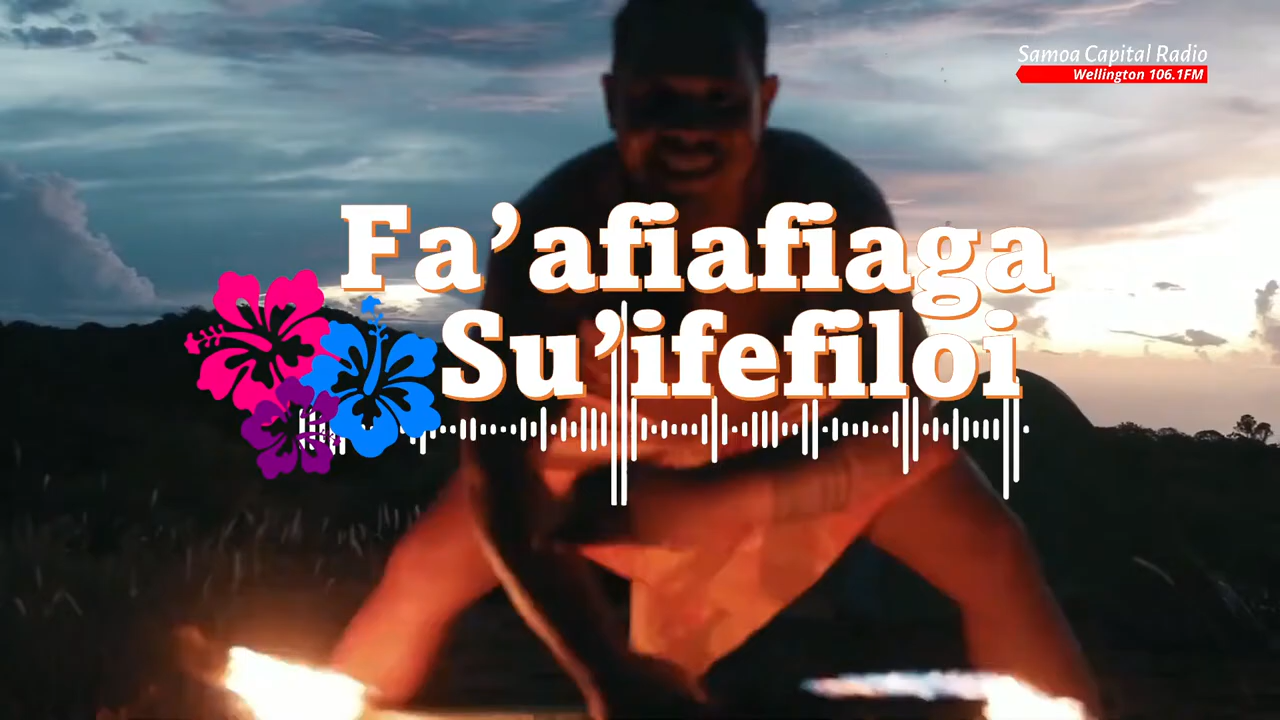 Samoa Capital Radio
Wellington 106.1FM
Fa’afiafiaga
Su’ifefiloi